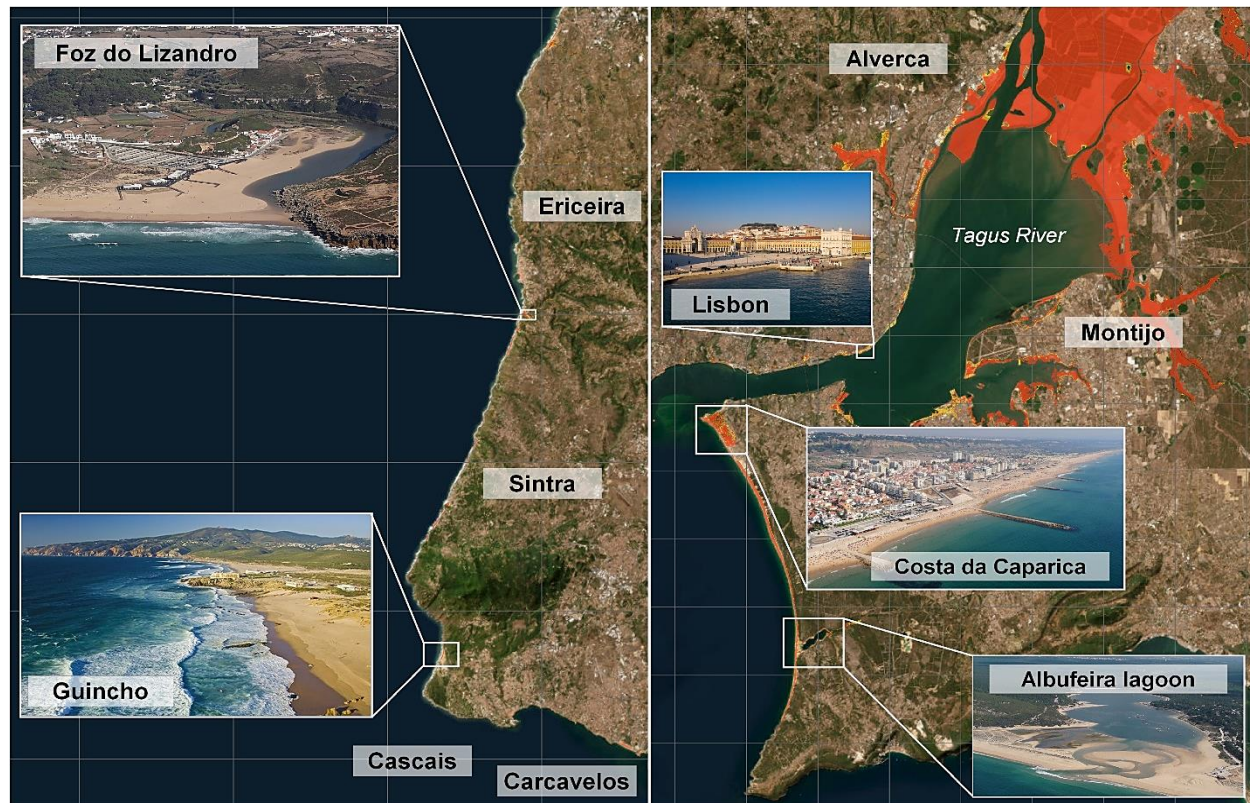 Foz do Lizandro
Ericeira
Sintra
Guincho
Cascais
Carcavelos
Alverca
Tagus River
Lisbon
Montijo
Costa da Caparica
Albufeira lagoon